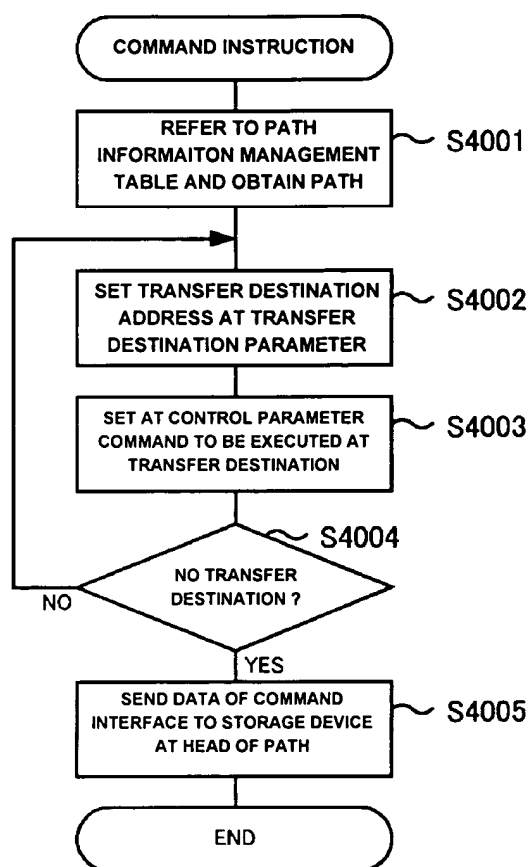 COMMAND INSTRUCTION
REFER TO PATH
INFORMAITON MANAGEMENT
TABLE AND OBTAIN PATH
S4001
SET TRANSFER DESTINATION
ADDRESS AT TRANSFER
DESTINATION PARAMETER
S4002
SET AT CONTROL PARAMETER
COMMAND TO BE EXECUTED AT
TRANSFER DESTINATION
S4003
S4004
NO TRANSFER
DESTINATION ?
NO
YES
SEND DATA OF COMMAND
INTERFACE TO STORAGE DEVICE
AT HEAD OF PATH
S4005
END